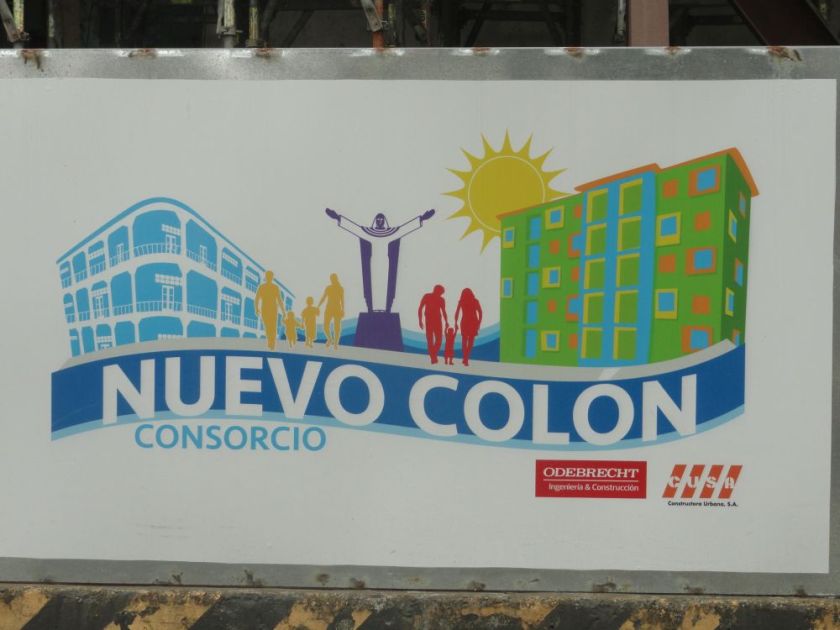 NUEVO COLÓN
CONSORCIO
ODEBRECHT
Ingeniería & Construcción
CUSA
Constructora Urbana, S.A.